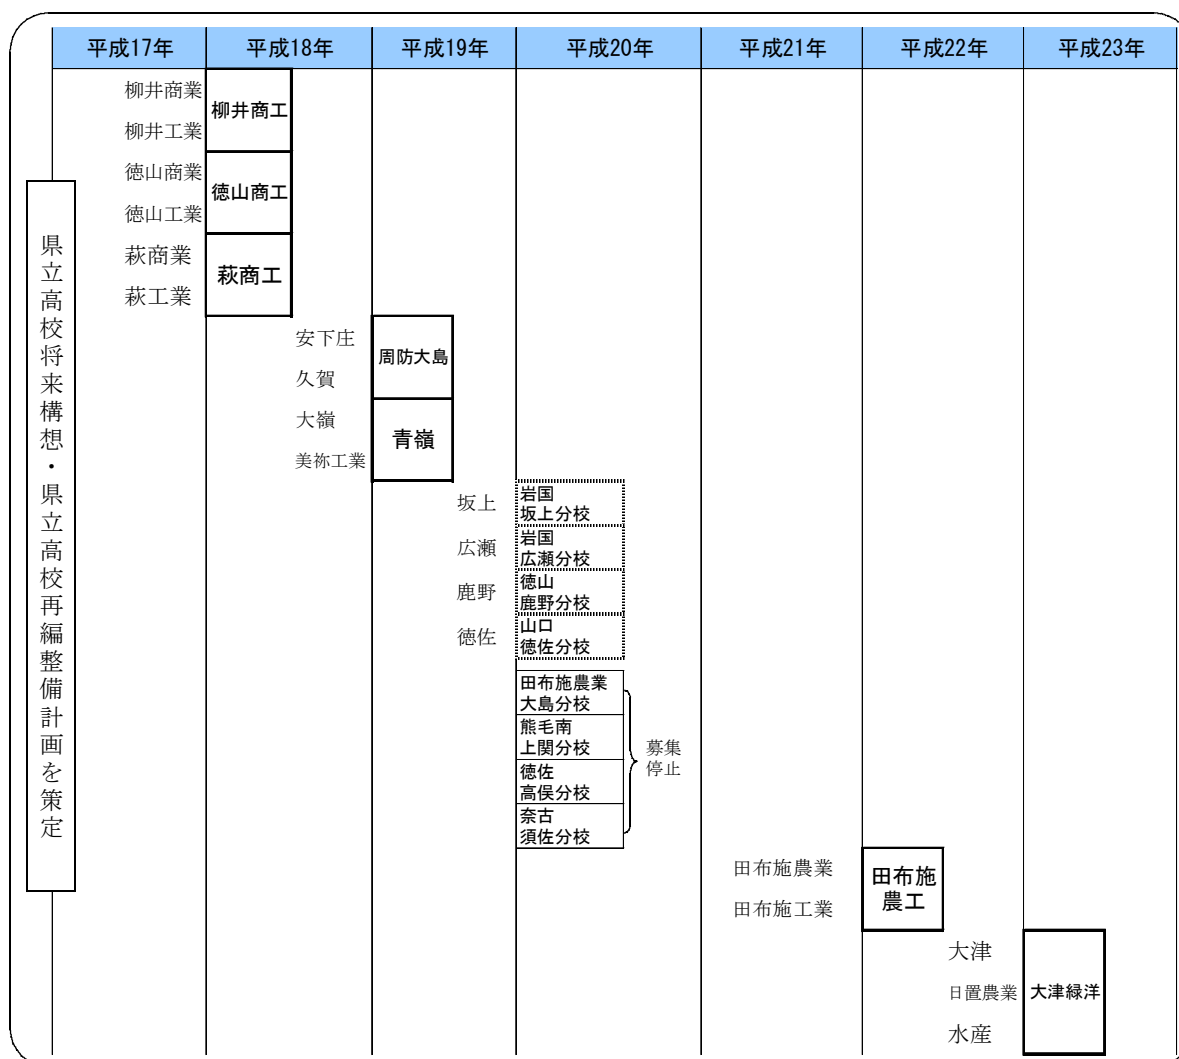 平成17年
平成18年
平成19年
平成20年
平成21年
平成22年
平成23年
県立高校将来構想・県立高校再編整備計画を策定
柳井商業
柳井工業
柳井商工
徳山商業
徳山工業
徳山商工
萩商業
萩工業
萩商工
安下庄
久賀
周防大島
大嶺
美祢工業
青嶺
坂上
岩国
坂上分校
広瀬
岩国
広瀬分校
鹿野
徳山
鹿野分校
徳佐
山口
徳佐分校
田布施農業
大島分校
熊毛南
上関分校
徳佐
高俣分校
奈古
須佐分校
募集
停止
田布施農業
田布施工業
田布施
農工
大津
日置農業
水産
大津緑洋